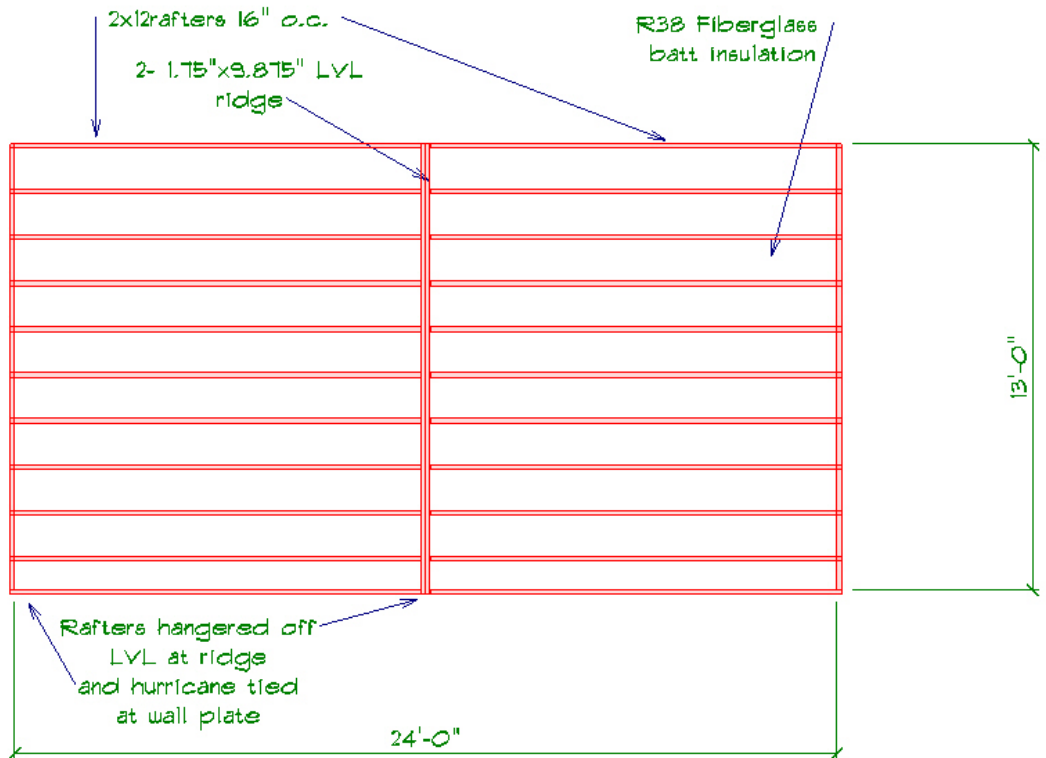 2x12rafters 16" o.c.
2- 1.75"x9.875" LVL
ridge
R38 Fiberglass
batt insulation
13'-0"
Rafters hangered off
LVL at ridge
and hurricane tied
at wall plate
24'-0"